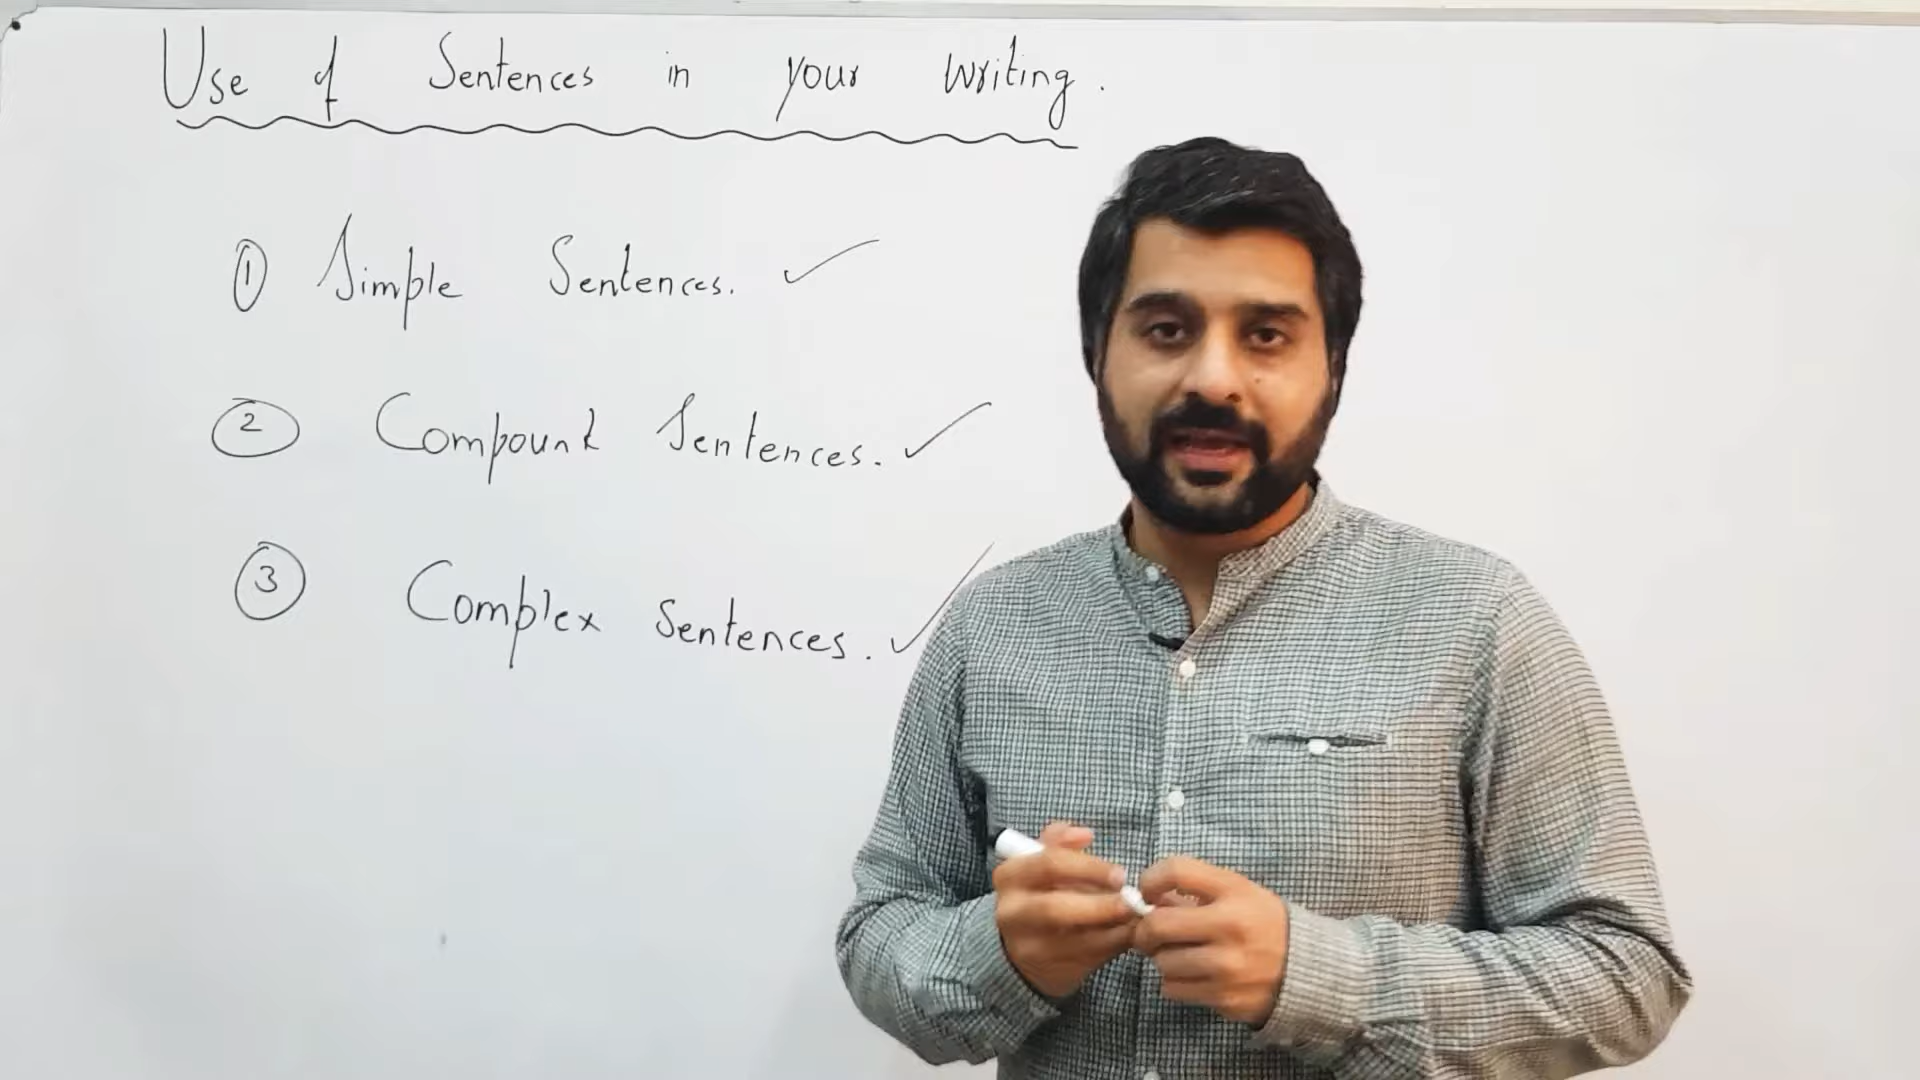 Use of Sentences in your Writing.
① Simple Sentences. ✓
② Compound Sentences. ✓
③ Complex Sentences. ✓